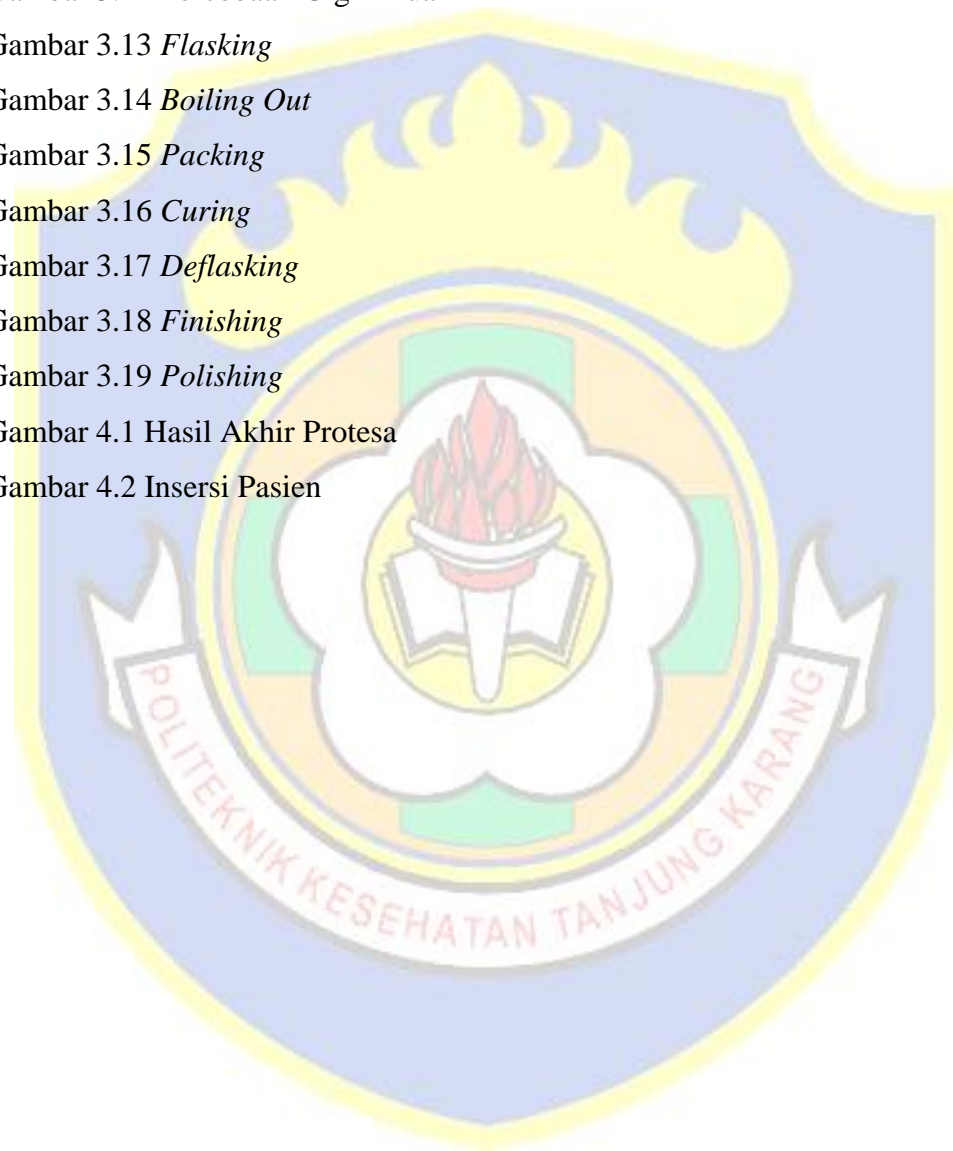 Gambar 3.13 Flasking
Gambar 3.14 Boiling Out
Gambar 3.15 Packing
Gambar 3.16 Curing
Gambar 3.17 Deflasking
Gambar 3.18 Finishing
Gambar 3.19 Polishing
Gambar 4.1 Hasil Akhir Protesa
Gambar 4.2 Insersi Pasien
POLITEKNIK KESEHATAN TANJUNG KARANG